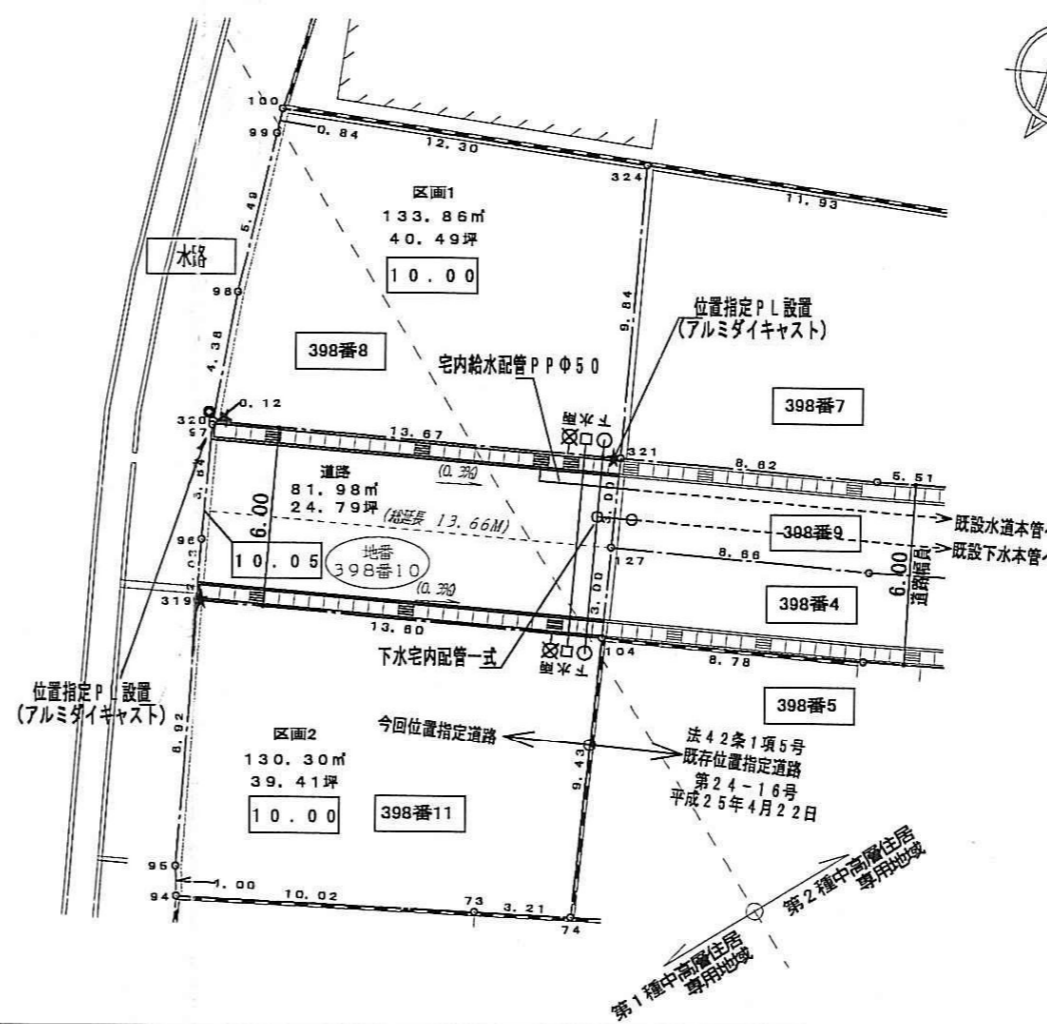 100
99
0.84
12.30
324
11.93
区画1
133.86㎡
40.49坪
10.00
5.49
水路
98
9.84
位置指定PL設置
(アルミダイキャスト)
398番8
4.38
宅内給水配管PPΦ50
398番7
0.12
下水
雨
320
97
13.67
321
8.62
5.51
(0.3%)
道路
81.98㎡
24.79坪
6.00
3.00
(総延長 13.66M)
398番9
既設水道本管へ
既設下水本管へ
96
10.05
地番
398番10
127
8.66
6.00
道路幅員
2.03
(0.3%)
3.00
398番4
319
13.60
104
8.78
下水宅内配管一式
下水
雨
位置指定PL設置
(アルミダイキャスト)
398番5
8.92
区画2
130.30㎡
39.41坪
10.00
今回位置指定道路
法42条1項5号
既存位置指定道路
第24-16号
平成25年4月22日
9.43
398番11
95
94
1.00
10.02
73
3.21
74
第2種中高層住居
専用地域
第1種中高層住居
専用地域